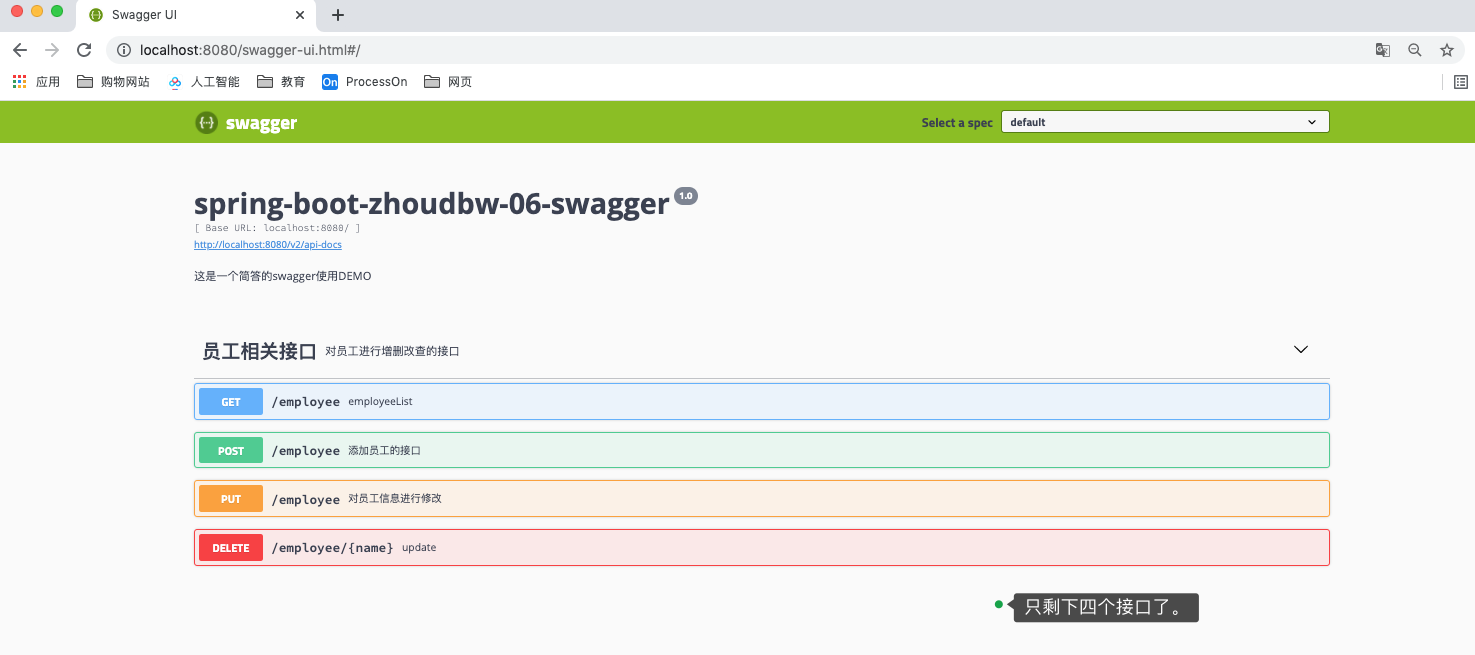 Swagger UI
localhost:8080/swagger-ui.html#/
应用 购物网站 人工智能 教育 On ProcessOn 网页
{...} swagger Select a spec default
spring-boot-zhoudbw-06-swagger 1.0
[ Base URL: localhost:8080/ ]
http://localhost:8080/v2/api-docs
这是一个简答的swagger使用DEMO
员工相关接口 对员工进行增删改查的接口
GET /employee employeeList
POST /employee 添加员工的接口
PUT /employee 对员工信息进行修改
DELETE /employee/{name} update
只剩下四个接口了。